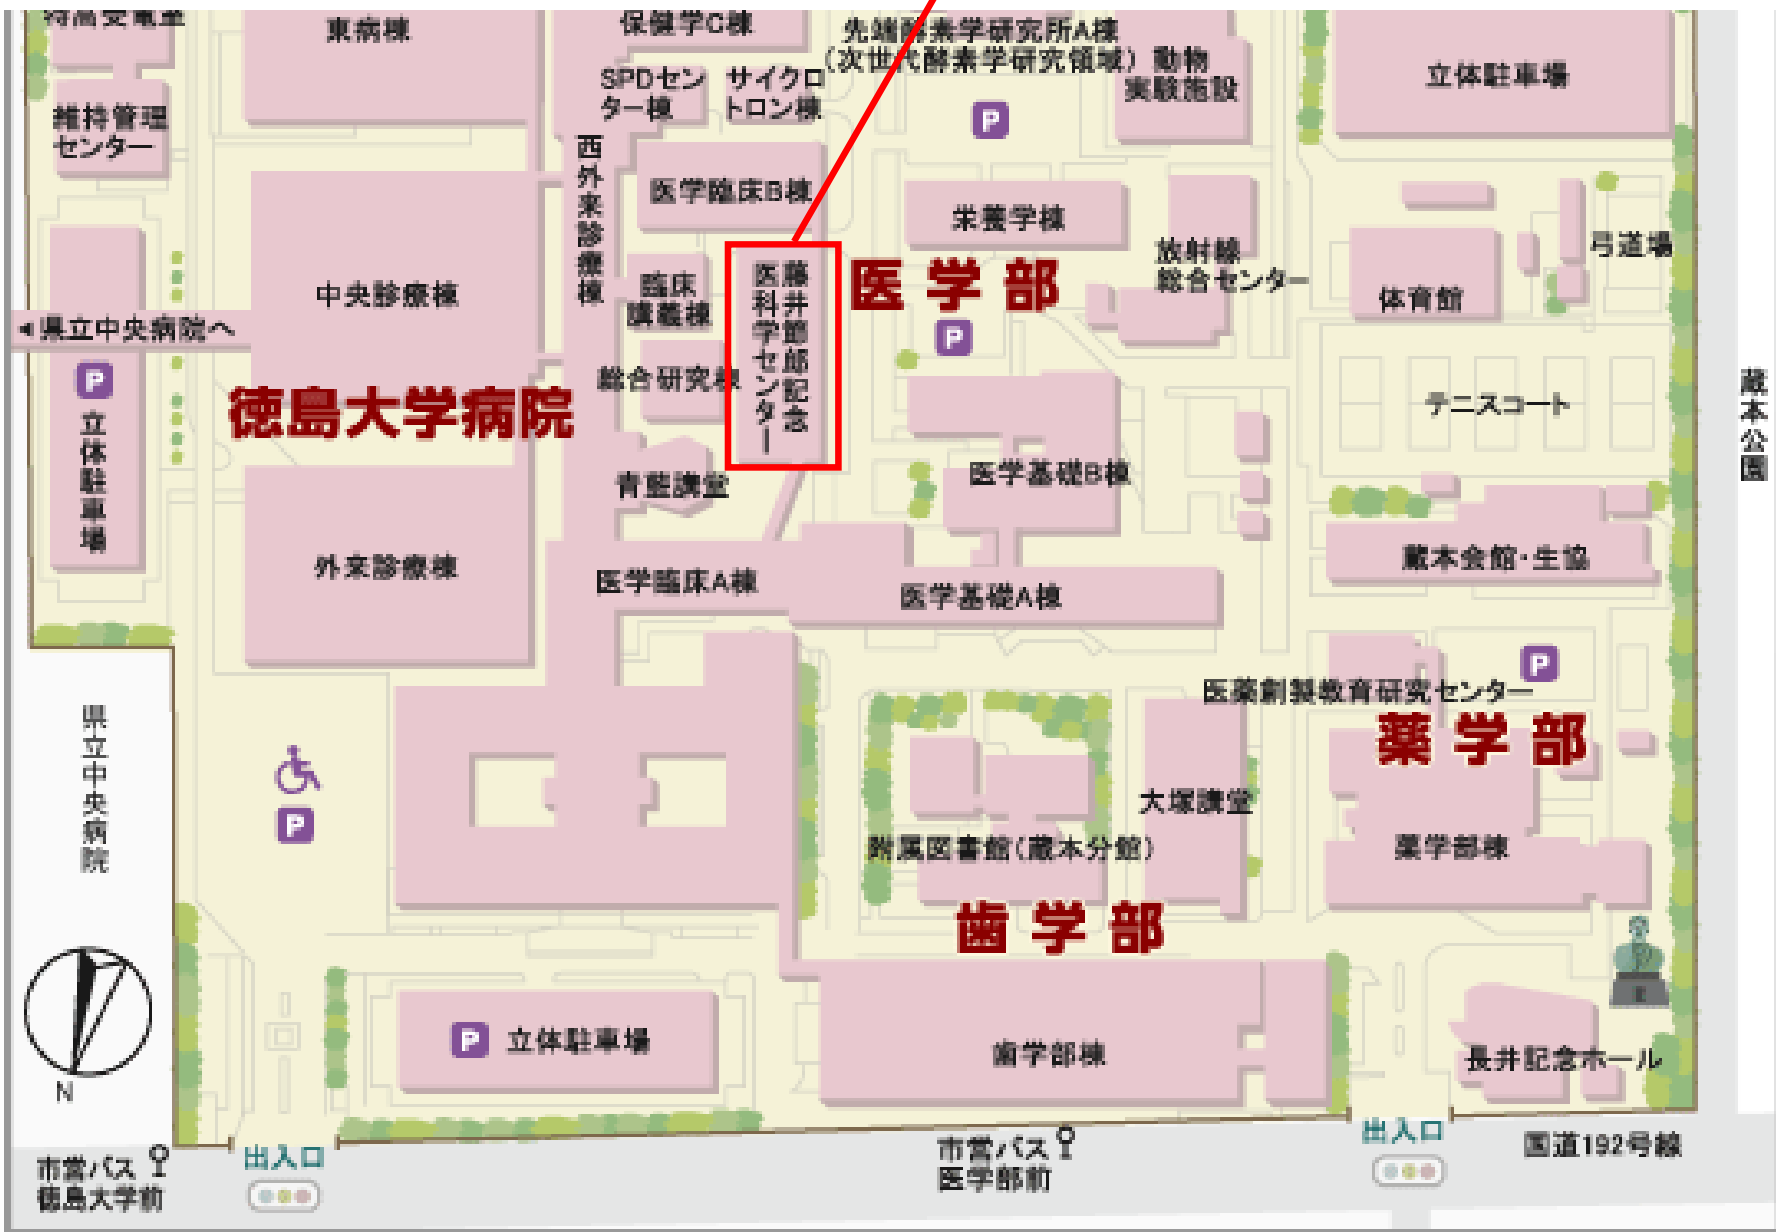 特高受電室
東病棟
保健学C棟
先端酵素学研究所A棟
(次世代酵素学研究領域)
動物
実験施設
立体駐車場
維持管理
センター
SPDセン
ター棟
サイクロ
トロン棟
P
西外来診療棟
医学臨床B棟
栄養学棟
放射線
総合センター
弓道場
体育館
中央診療棟
◀県立中央病院へ
臨床
講義棟
藤井節郎記念
医科学センター
医学部
P
P
立体駐車場
徳島大学病院
総合研究棟
テニスコート
蔵本公園
青藍講堂
医学基礎B棟
外来診療棟
医学臨床A棟
医学基礎A棟
蔵本会館・生協
P
医薬創製教育研究センター
薬学部
県立中央病院
P
大塚講堂
附属図書館(蔵本分館)
薬学部棟
歯学部
N
P
立体駐車場
歯学部棟
長井記念ホール
市営バス
徳島大学前
出入口
市営バス
医学部前
出入口
国道192号線